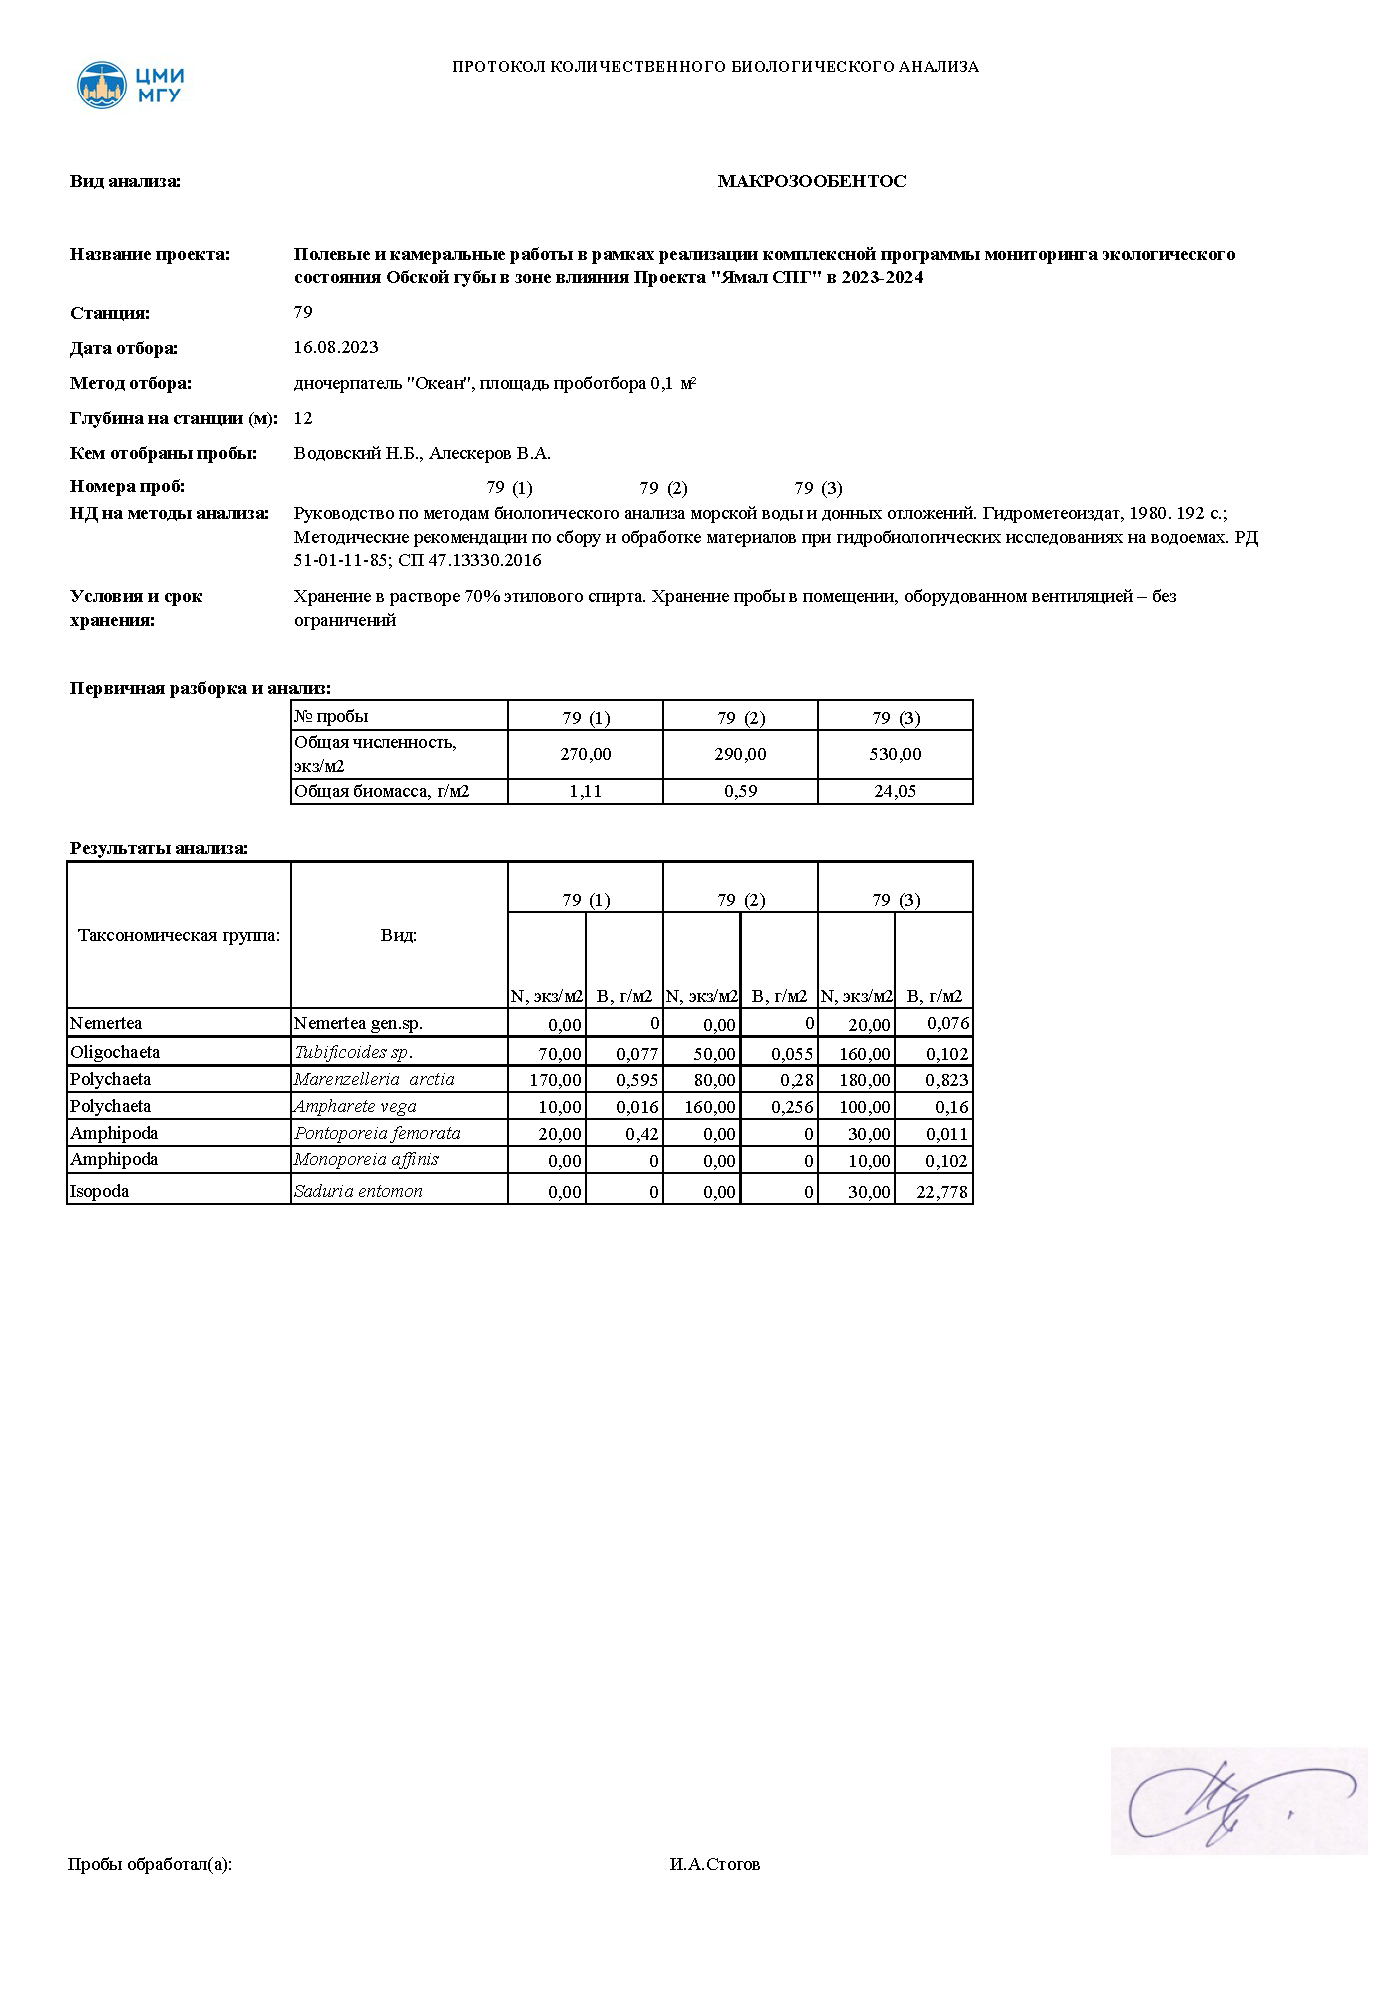 ЦМИ
МГУ
ПРОТОКОЛ КОЛИЧЕСТВЕННОГО БИОЛОГИЧЕСКОГО АНАЛИЗА
Вид анализа: МАКРОЗООБЕНТОС
Название проекта: Полевые и камеральные работы в рамках реализации комплексной программы мониторинга экологического
состояния Обской губы в зоне влияния Проекта "Ямал СПГ" в 2023-2024
Станция: 79
Дата отбора: 16.08.2023
Метод отбора: дночерпатель "Океан", площадь проботбора 0,1 м²
Глубина на станции (м): 12
Кем отобраны пробы: Водовский Н.Б., Алескеров В.А.
Номера проб: 79 (1) 79 (2) 79 (3)
НД на методы анализа: Руководство по методам биологического анализа морской воды и донных отложений. Гидрометеоиздат, 1980. 192 с.;
Методические рекомендации по сбору и обработке материалов при гидробиологических исследованиях на водоемах. РД
51-01-11-85; СП 47.13330.2016
Условия и срок Хранение в растворе 70% этилового спирта. Хранение пробы в помещении, оборудованном вентиляцией – без
хранения: ограничений
Первичная разборка и анализ:
№ пробы 79 (1) 79 (2) 79 (3)
Общая численность,
экз/м2 270,00 290,00 530,00
Общая биомасса, г/м2 1,11 0,59 24,05
Результаты анализа:
79 (1) 79 (2) 79 (3)
Таксономическая группа: Вид:
N, экз/м2 B, г/м2 N, экз/м2 B, г/м2 N, экз/м2 B, г/м2
Nemertea Nemertea gen.sp. 0,00 0 0,00 0 20,00 0,076
Oligochaeta Tubificoides sp. 70,00 0,077 50,00 0,055 160,00 0,102
Polychaeta Marenzelleria arctia 170,00 0,595 80,00 0,28 180,00 0,823
Polychaeta Ampharete vega 10,00 0,016 160,00 0,256 100,00 0,16
Amphipoda Pontoporeia femorata 20,00 0,42 0,00 0 30,00 0,011
Amphipoda Monoporeia affinis 0,00 0 0,00 0 10,00 0,102
Isopoda Saduria entomon 0,00 0 0,00 0 30,00 22,778
Пробы обработал(а): И.А.Стогов